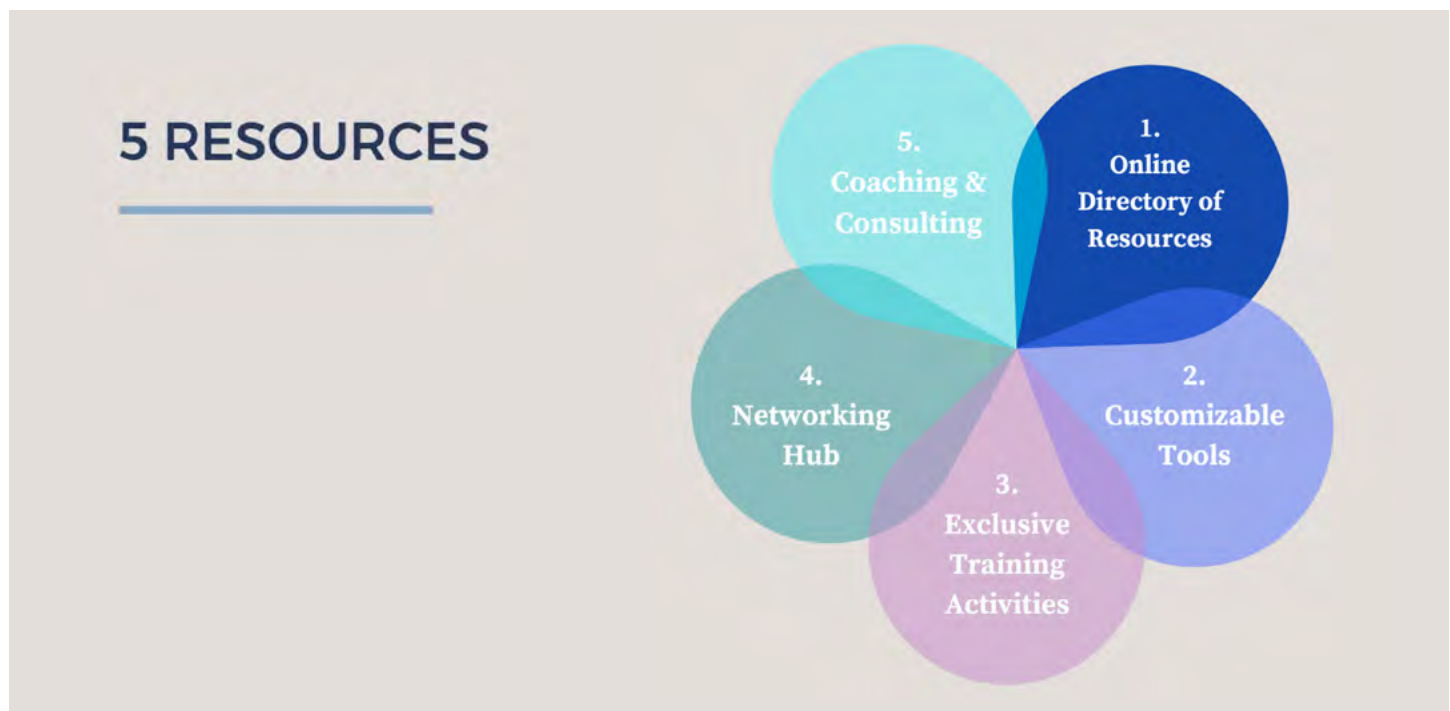 5 RESOURCES
1.
Online
Directory of
Resources
2.
Customizable
Tools
3.
Exclusive
Training
Activities
4.
Networking
Hub
5.
Coaching &
Consulting